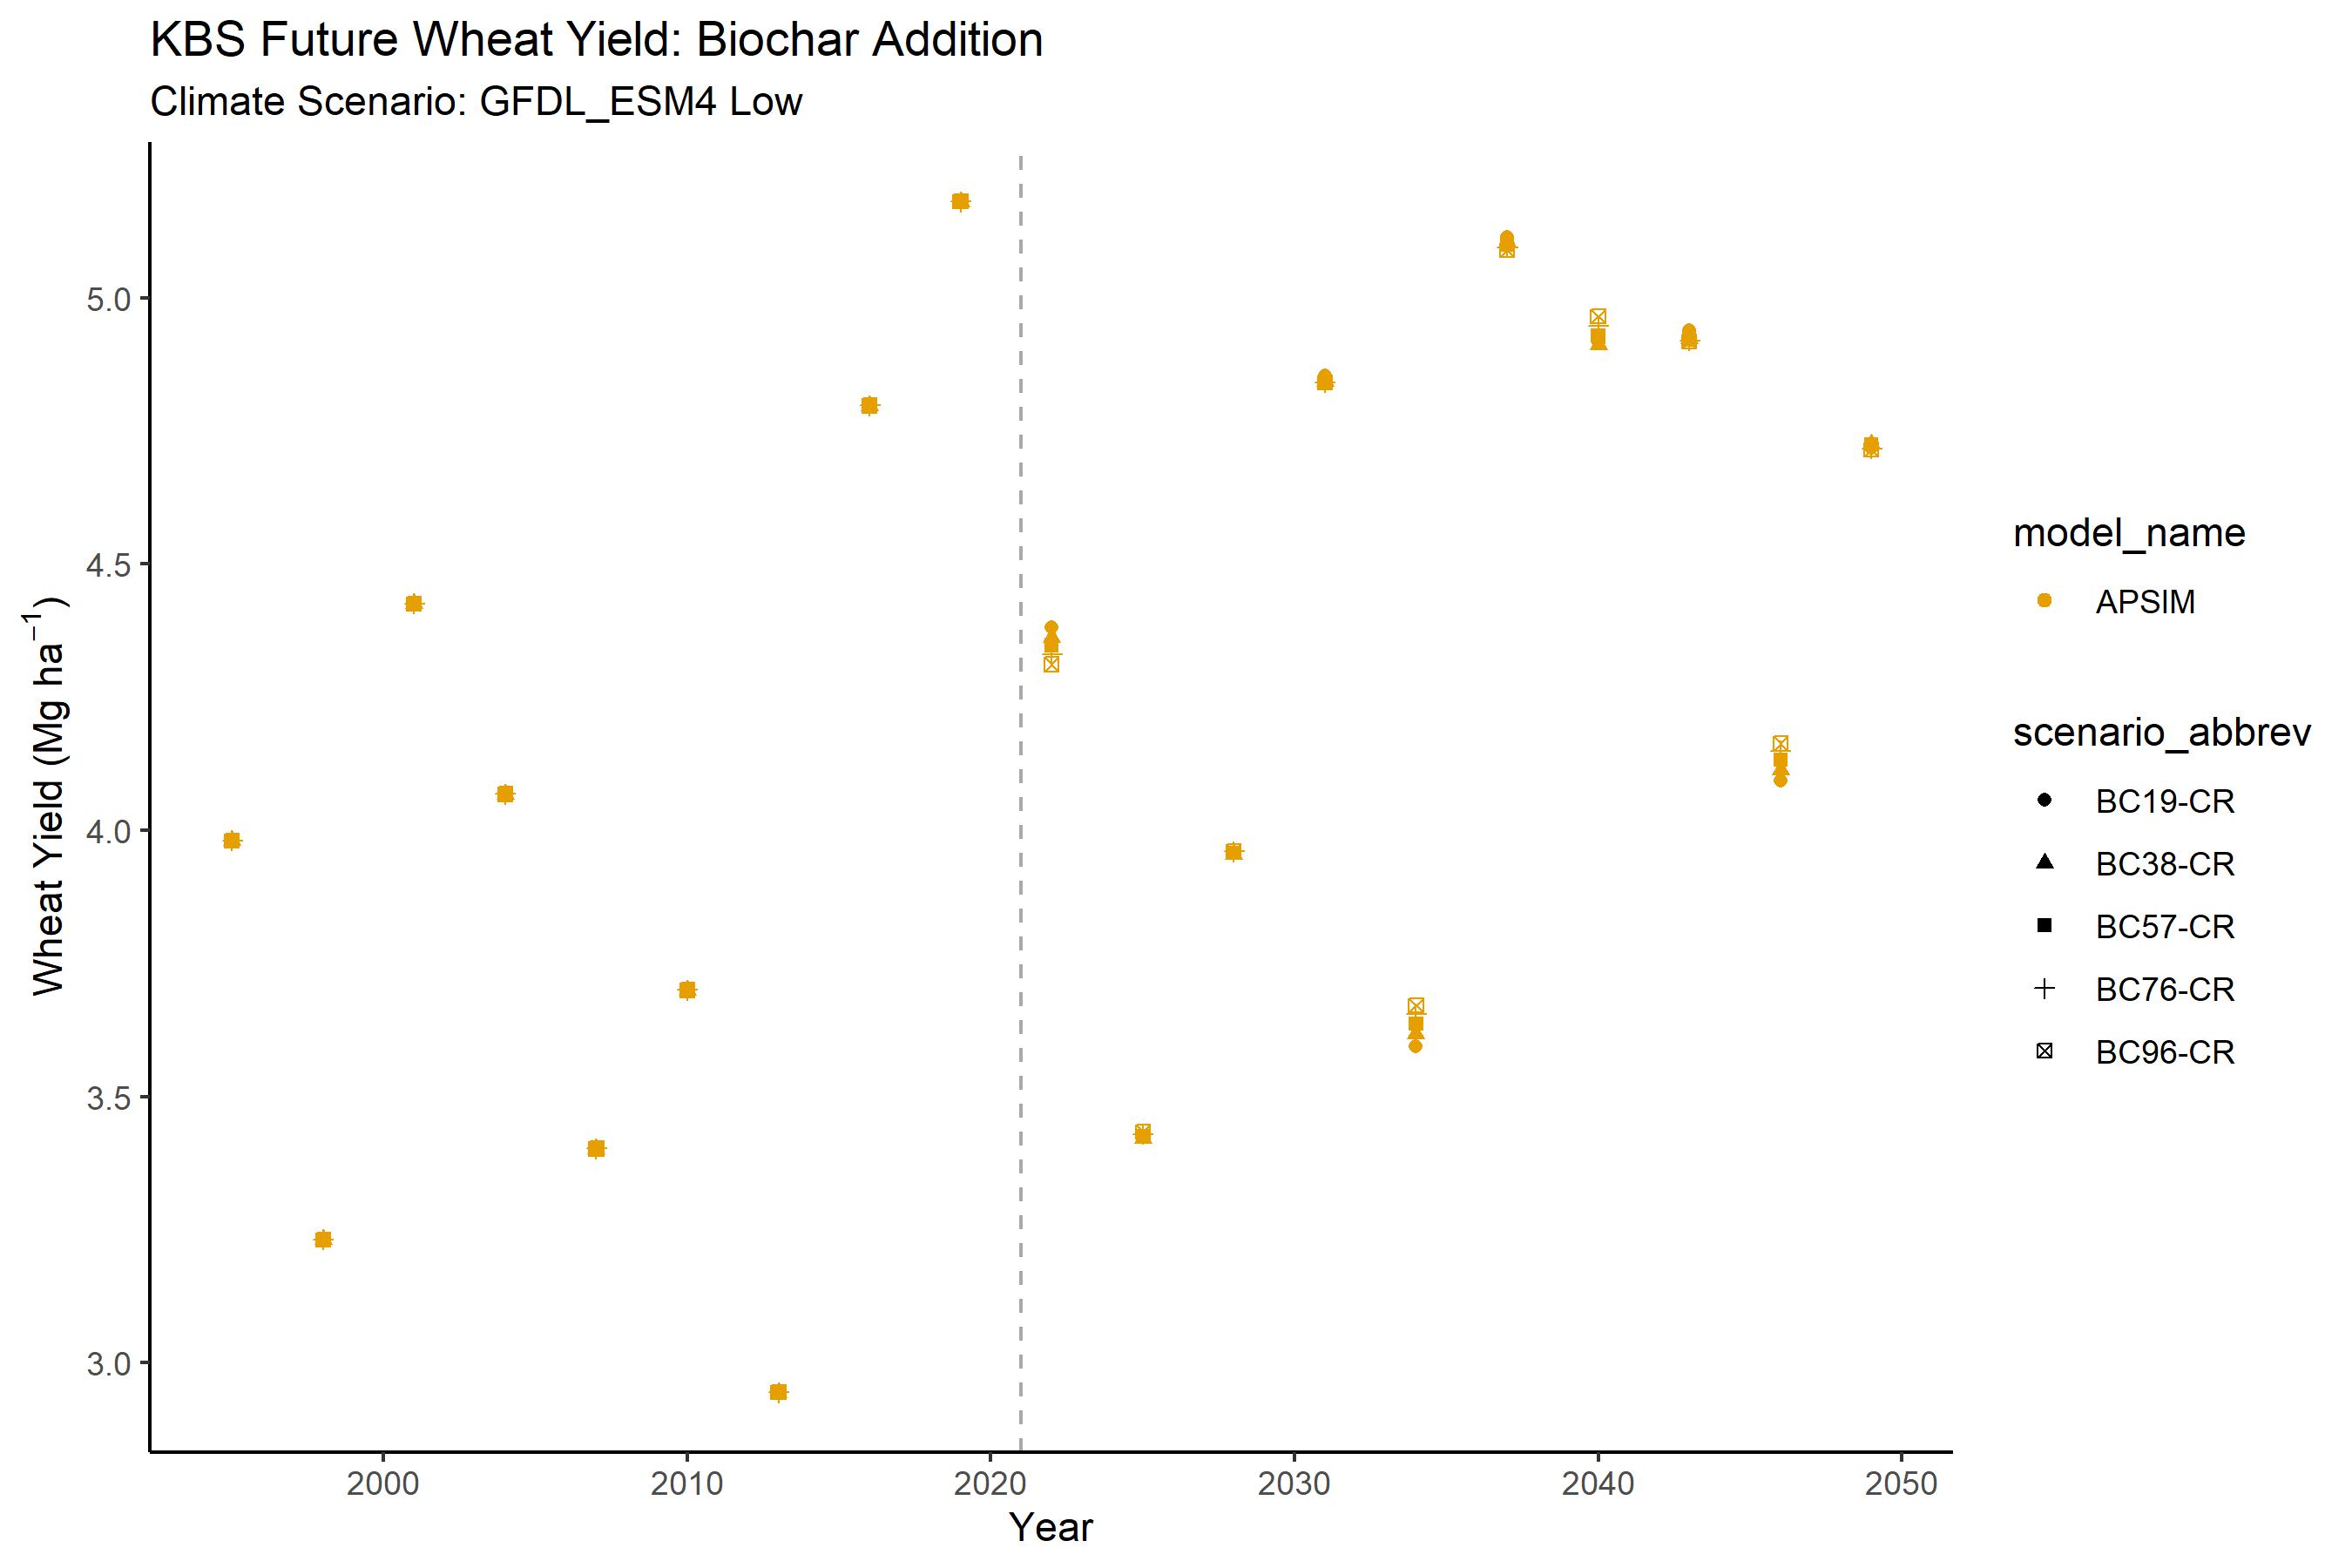 KBS Future Wheat Yield: Biochar Addition
Climate Scenario: GFDL_ESM4 Low
Wheat Yield (Mg ha⁻¹)
5.0
4.5
4.0
3.5
3.0
2000 2010 2020 2030 2040 2050
Year
model_name
APSIM
scenario_abbrev
BC19-CR
BC38-CR
BC57-CR
BC76-CR
BC96-CR